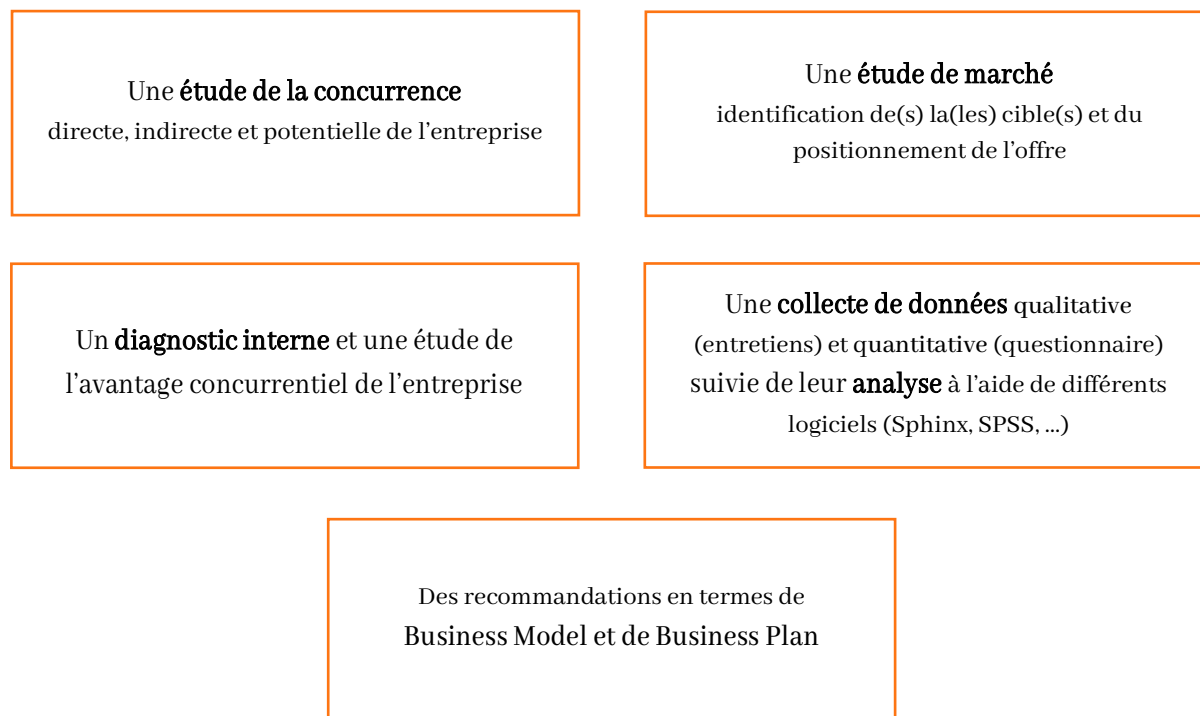 Une étude de la concurrence
directe, indirecte et potentielle de l'entreprise
Une étude de marché
identification de(s) la(les) cible(s) et du
positionnement de l'offre
Un diagnostic interne et une étude de
l'avantage concurrentiel de l'entreprise
Une collecte de données qualitative
(entretiens) et quantitative (questionnaire)
suivie de leur analyse à l'aide de différents
logiciels (Sphinx, SPSS, ...)
Des recommandations en termes de
Business Model et de Business Plan